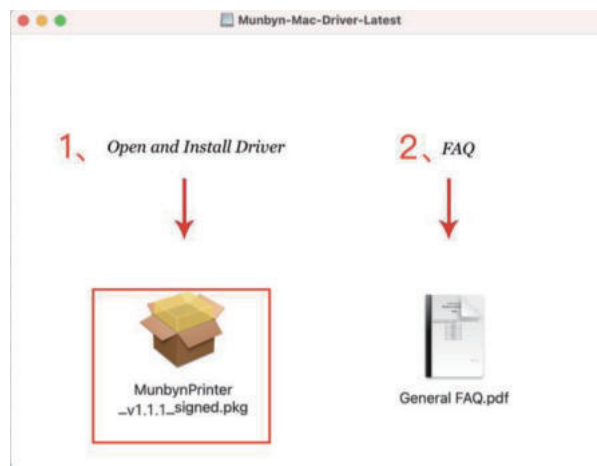 Munbyn-Mac-Driver-Latest
1、 Open and Install Driver
2、 FAQ
MunbynPrinter
_v1.1.1_signed.pkg
General FAQ.pdf